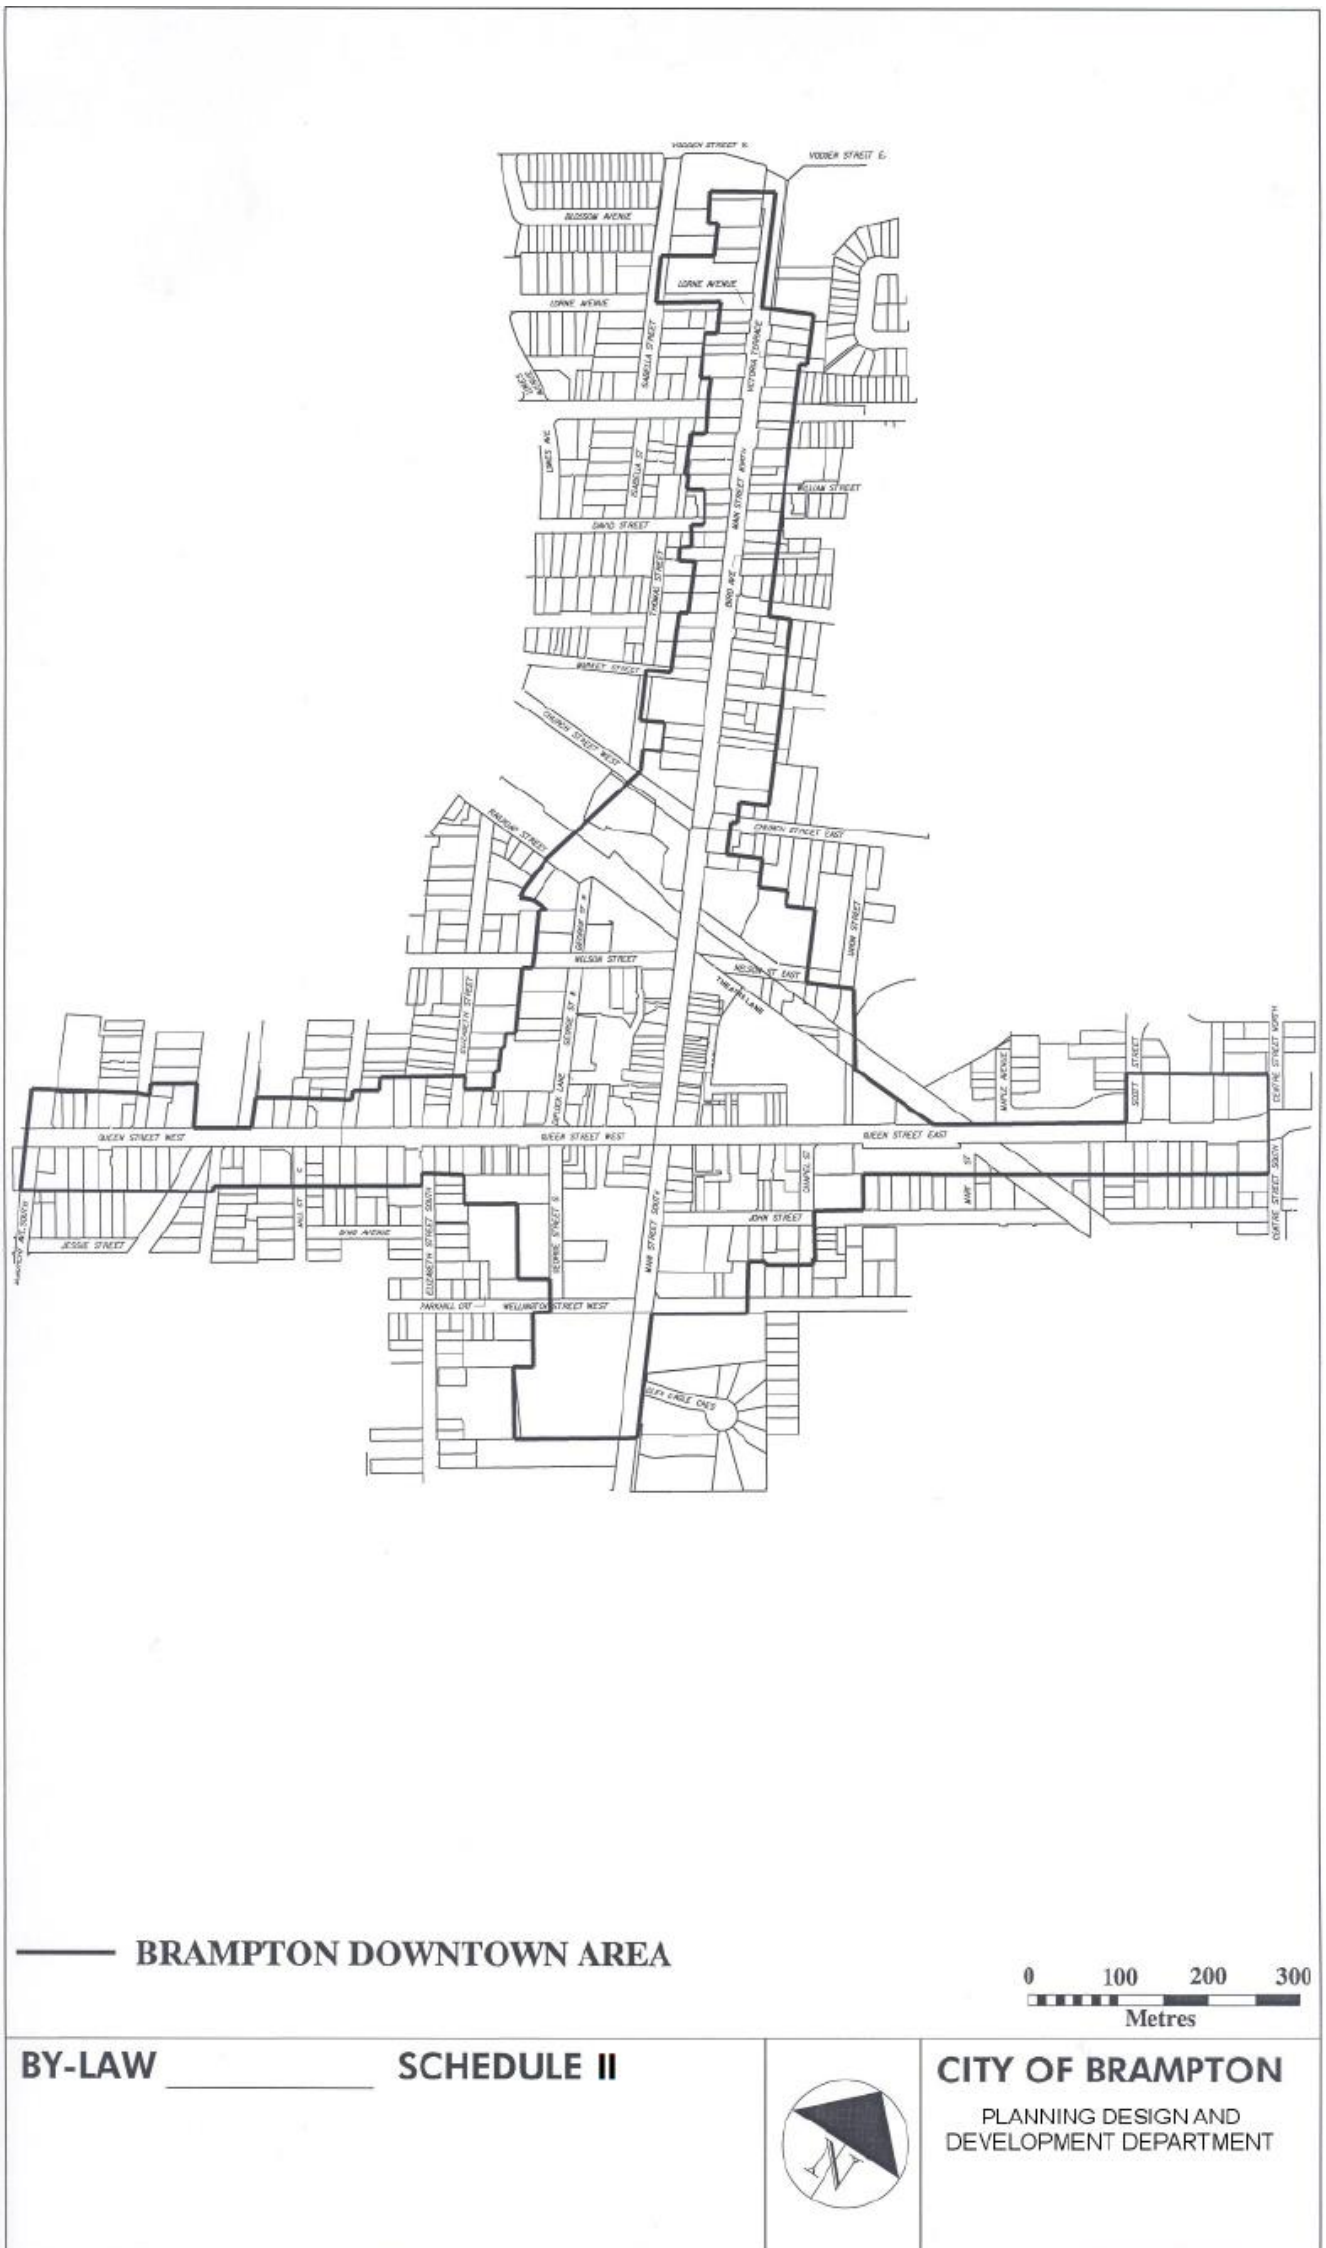 VODDEN STREET E.
BLOSSOM AVENUE
LORNE AVENUE
LORNE AVENUE
ISABELLA STREET
VICTORIA TERRACE
ISABELLA ST
MAIN STREET NORTH
WILLIAM STREET
DAVID STREET
THOMAS STREET
BIRD AVE
MARKET STREET
CHURCH STREET WEST
RAILROAD STREET
CHURCH STREET EAST
GEORGE ST N
UNION STREET
NELSON STREET
NELSON ST EAST
THEATRE LANE
ELIZABETH STREET
GEORGE ST N
MAPLE AVENUE
SCOTT STREET
CENTRE STREET NORTH
QUEEN STREET WEST
QUEEN STREET WEST
QUEEN STREET EAST
CHAPEL ST
MARY ST
CENTRE STREET SOUTH
MILL ST
JESSIE STREET
ELIZABETH STREET SOUTH
GEORGE STREET S
MAIN STREET SOUTH
JOHN STREET
PARKHILL CRT
WELLINGTON STREET WEST
BRAMPTON DOWNTOWN AREA
0 100 200 300
Metres
BY-LAW
SCHEDULE II
N
CITY OF BRAMPTON
PLANNING DESIGN AND
DEVELOPMENT DEPARTMENT